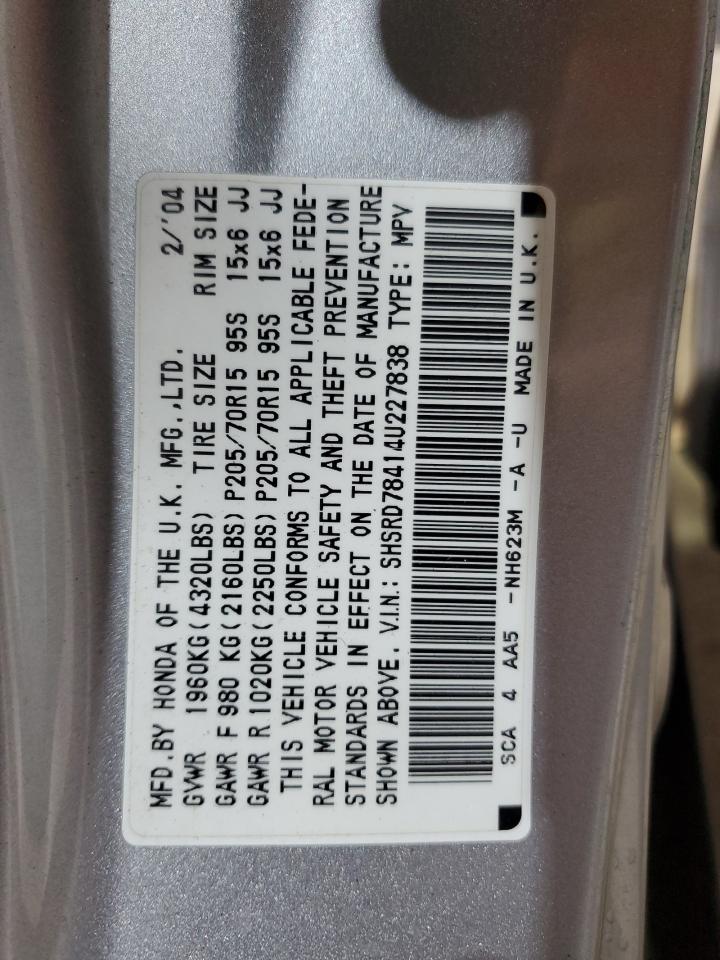 MFD.BY HONDA OF THE U.K. MFG.,LTD. 2/''04
GVWR 1960KG(4320LBS) TIRE SIZE RIM SIZE
GAWR F 980 KG(2160LBS) P205/70R15 95S 15x6 JJ
GAWR R 1020KG(2250LBS) P205/70R15 95S 15x6 JJ
THIS VEHICLE CONFORMS TO ALL APPLICABLE FEDE-
RAL MOTOR VEHICLE SAFETY AND THEFT PREVENTION
STANDARDS IN EFFECT ON THE DATE OF MANUFACTURE
SHOWN ABOVE. V.I.N.: SHSRD78414U227838 TYPE: MPV
SCA 4 AA5 -NH623M -A -U MADE IN U.K.